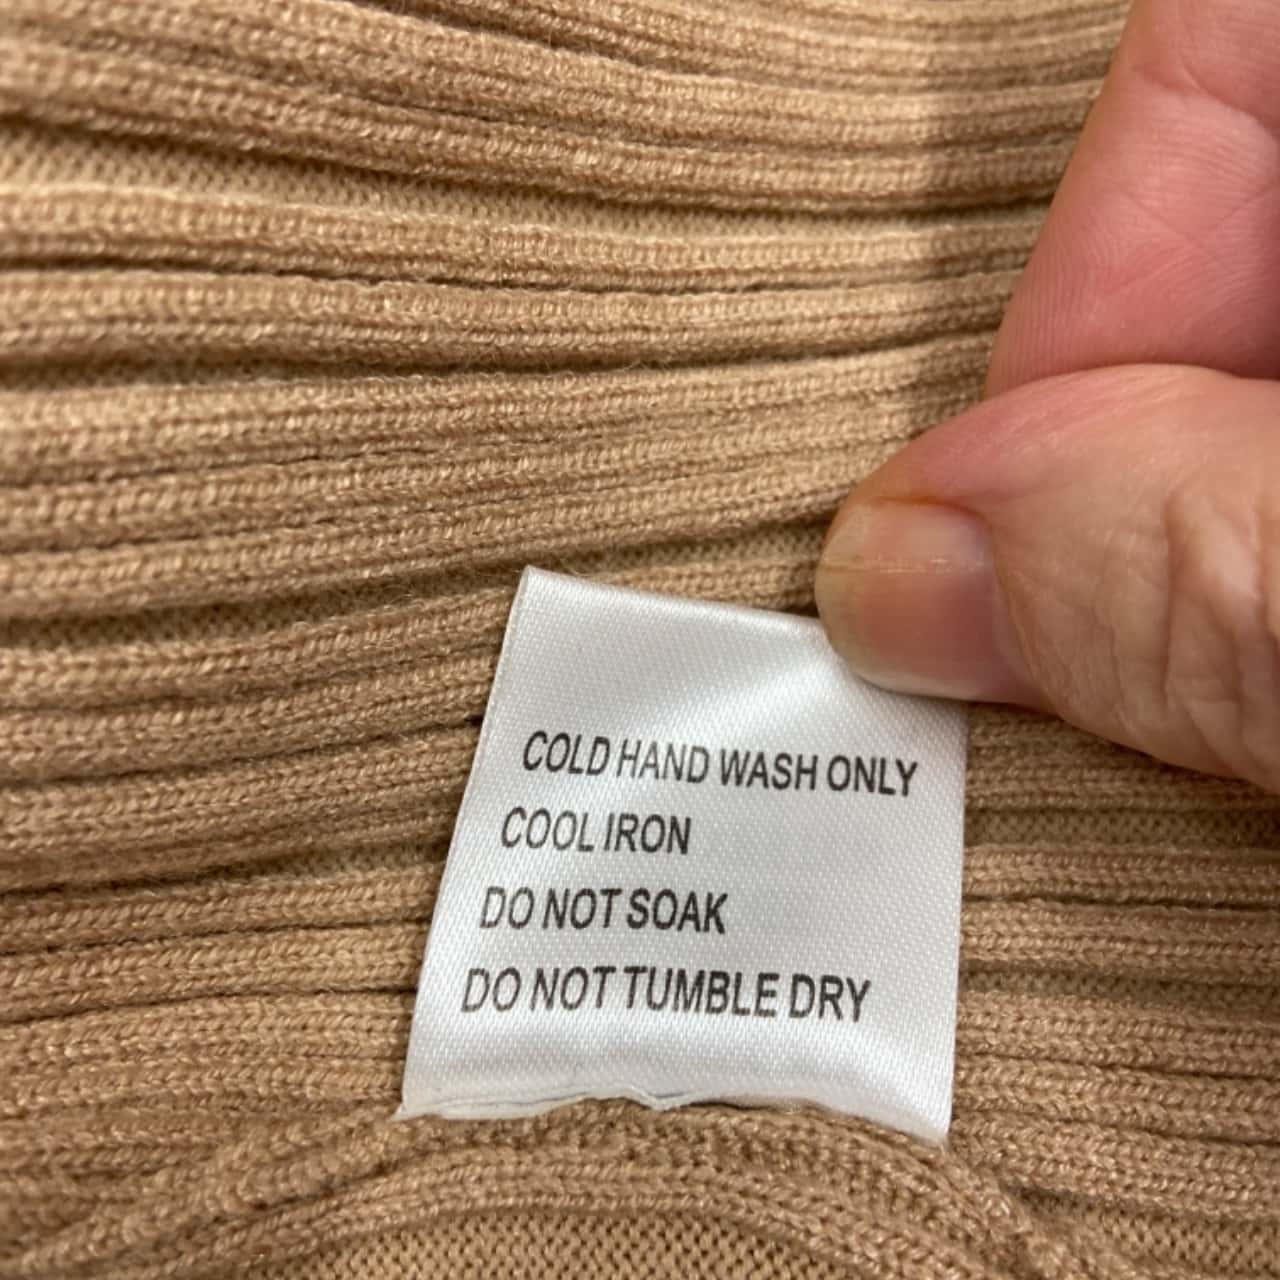 COLD HAND WASH ONLY
COOL IRON
DO NOT SOAK
DO NOT TUMBLE DRY